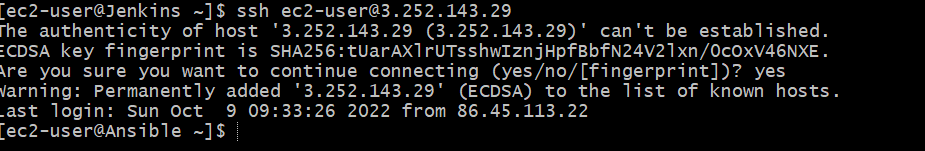 [ec2-user@Jenkins ~]$ ssh ec2-user@3.252.143.29
The authenticity of host '3.252.143.29 (3.252.143.29)' can't be established.
ECDSA key fingerprint is SHA256:tUarAXlrUTsshwIznjHpfBbfN24V2lxn/0cOxV46NXE.
Are you sure you want to continue connecting (yes/no/[fingerprint])? yes
Warning: Permanently added '3.252.143.29' (ECDSA) to the list of known hosts.
Last login: Sun Oct  9 09:33:26 2022 from 86.45.113.22
[ec2-user@Ansible ~]$